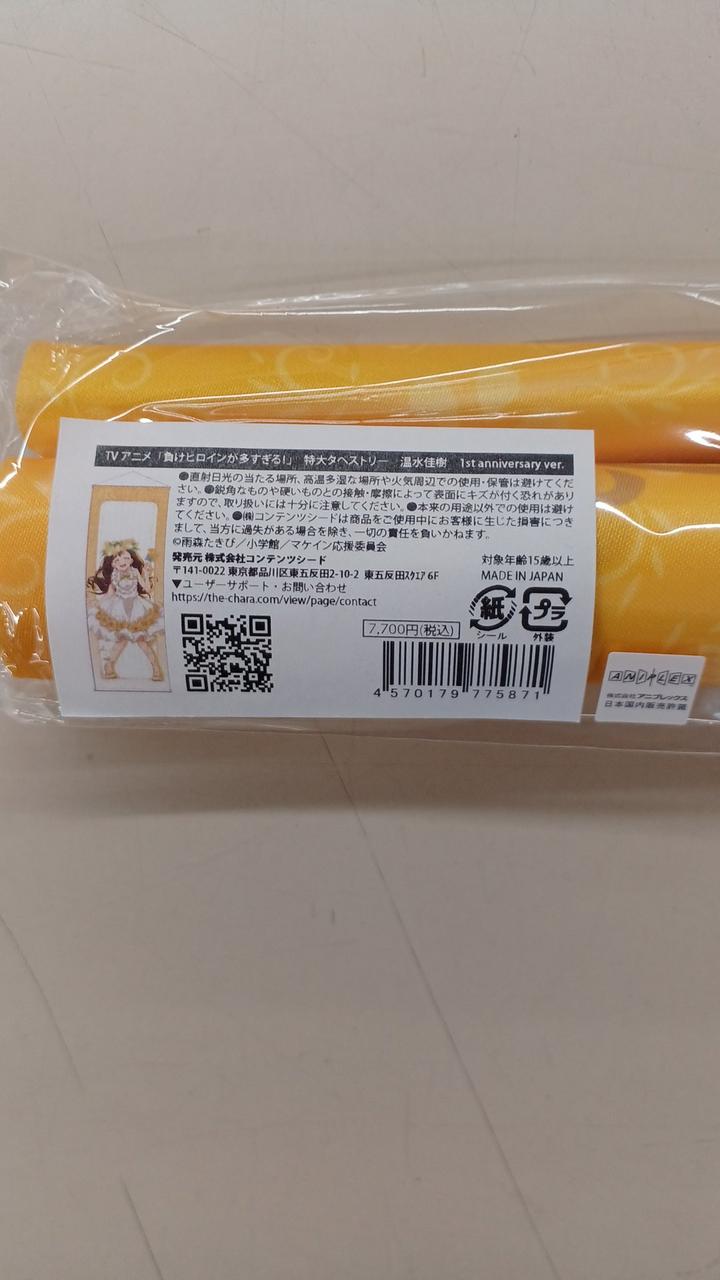 TVアニメ「負けヒロインが多すぎる!」 特大タペストリー 温水佳樹 1st anniversary ver.
●直射日光の当たる場所、高温多湿な場所や火気周辺での使用・保管は避けてくだ
さい。●鋭角なものや硬いものとの接触・摩擦によって表面にキズが付く恐れがあり
ますので、取り扱いには十分に注意してください。●本来の用途以外での使用は避け
てください。●㈱コンテンツシードは商品をご使用中にお客様に生じた損害につき
まして、当方に過失がある場合を除き、一切の責任を負いかねます。
©雨森たきび/小学館/マケイン応援委員会
発売元 株式会社コンテンツシード
〒141-0022 東京都品川区東五反田2-10-2 東五反田ｽｸｴｱ6F
▼ユーザーサポート・お問い合わせ
https://the-chara.com/view/page/contact
対象年齢15歳以上
MADE IN JAPAN
紙
シール
プラ
外装
7,700円(税込)
4 570179 775871
ANIPLEX
株式会社アニプレックス
日本国内販売許諾